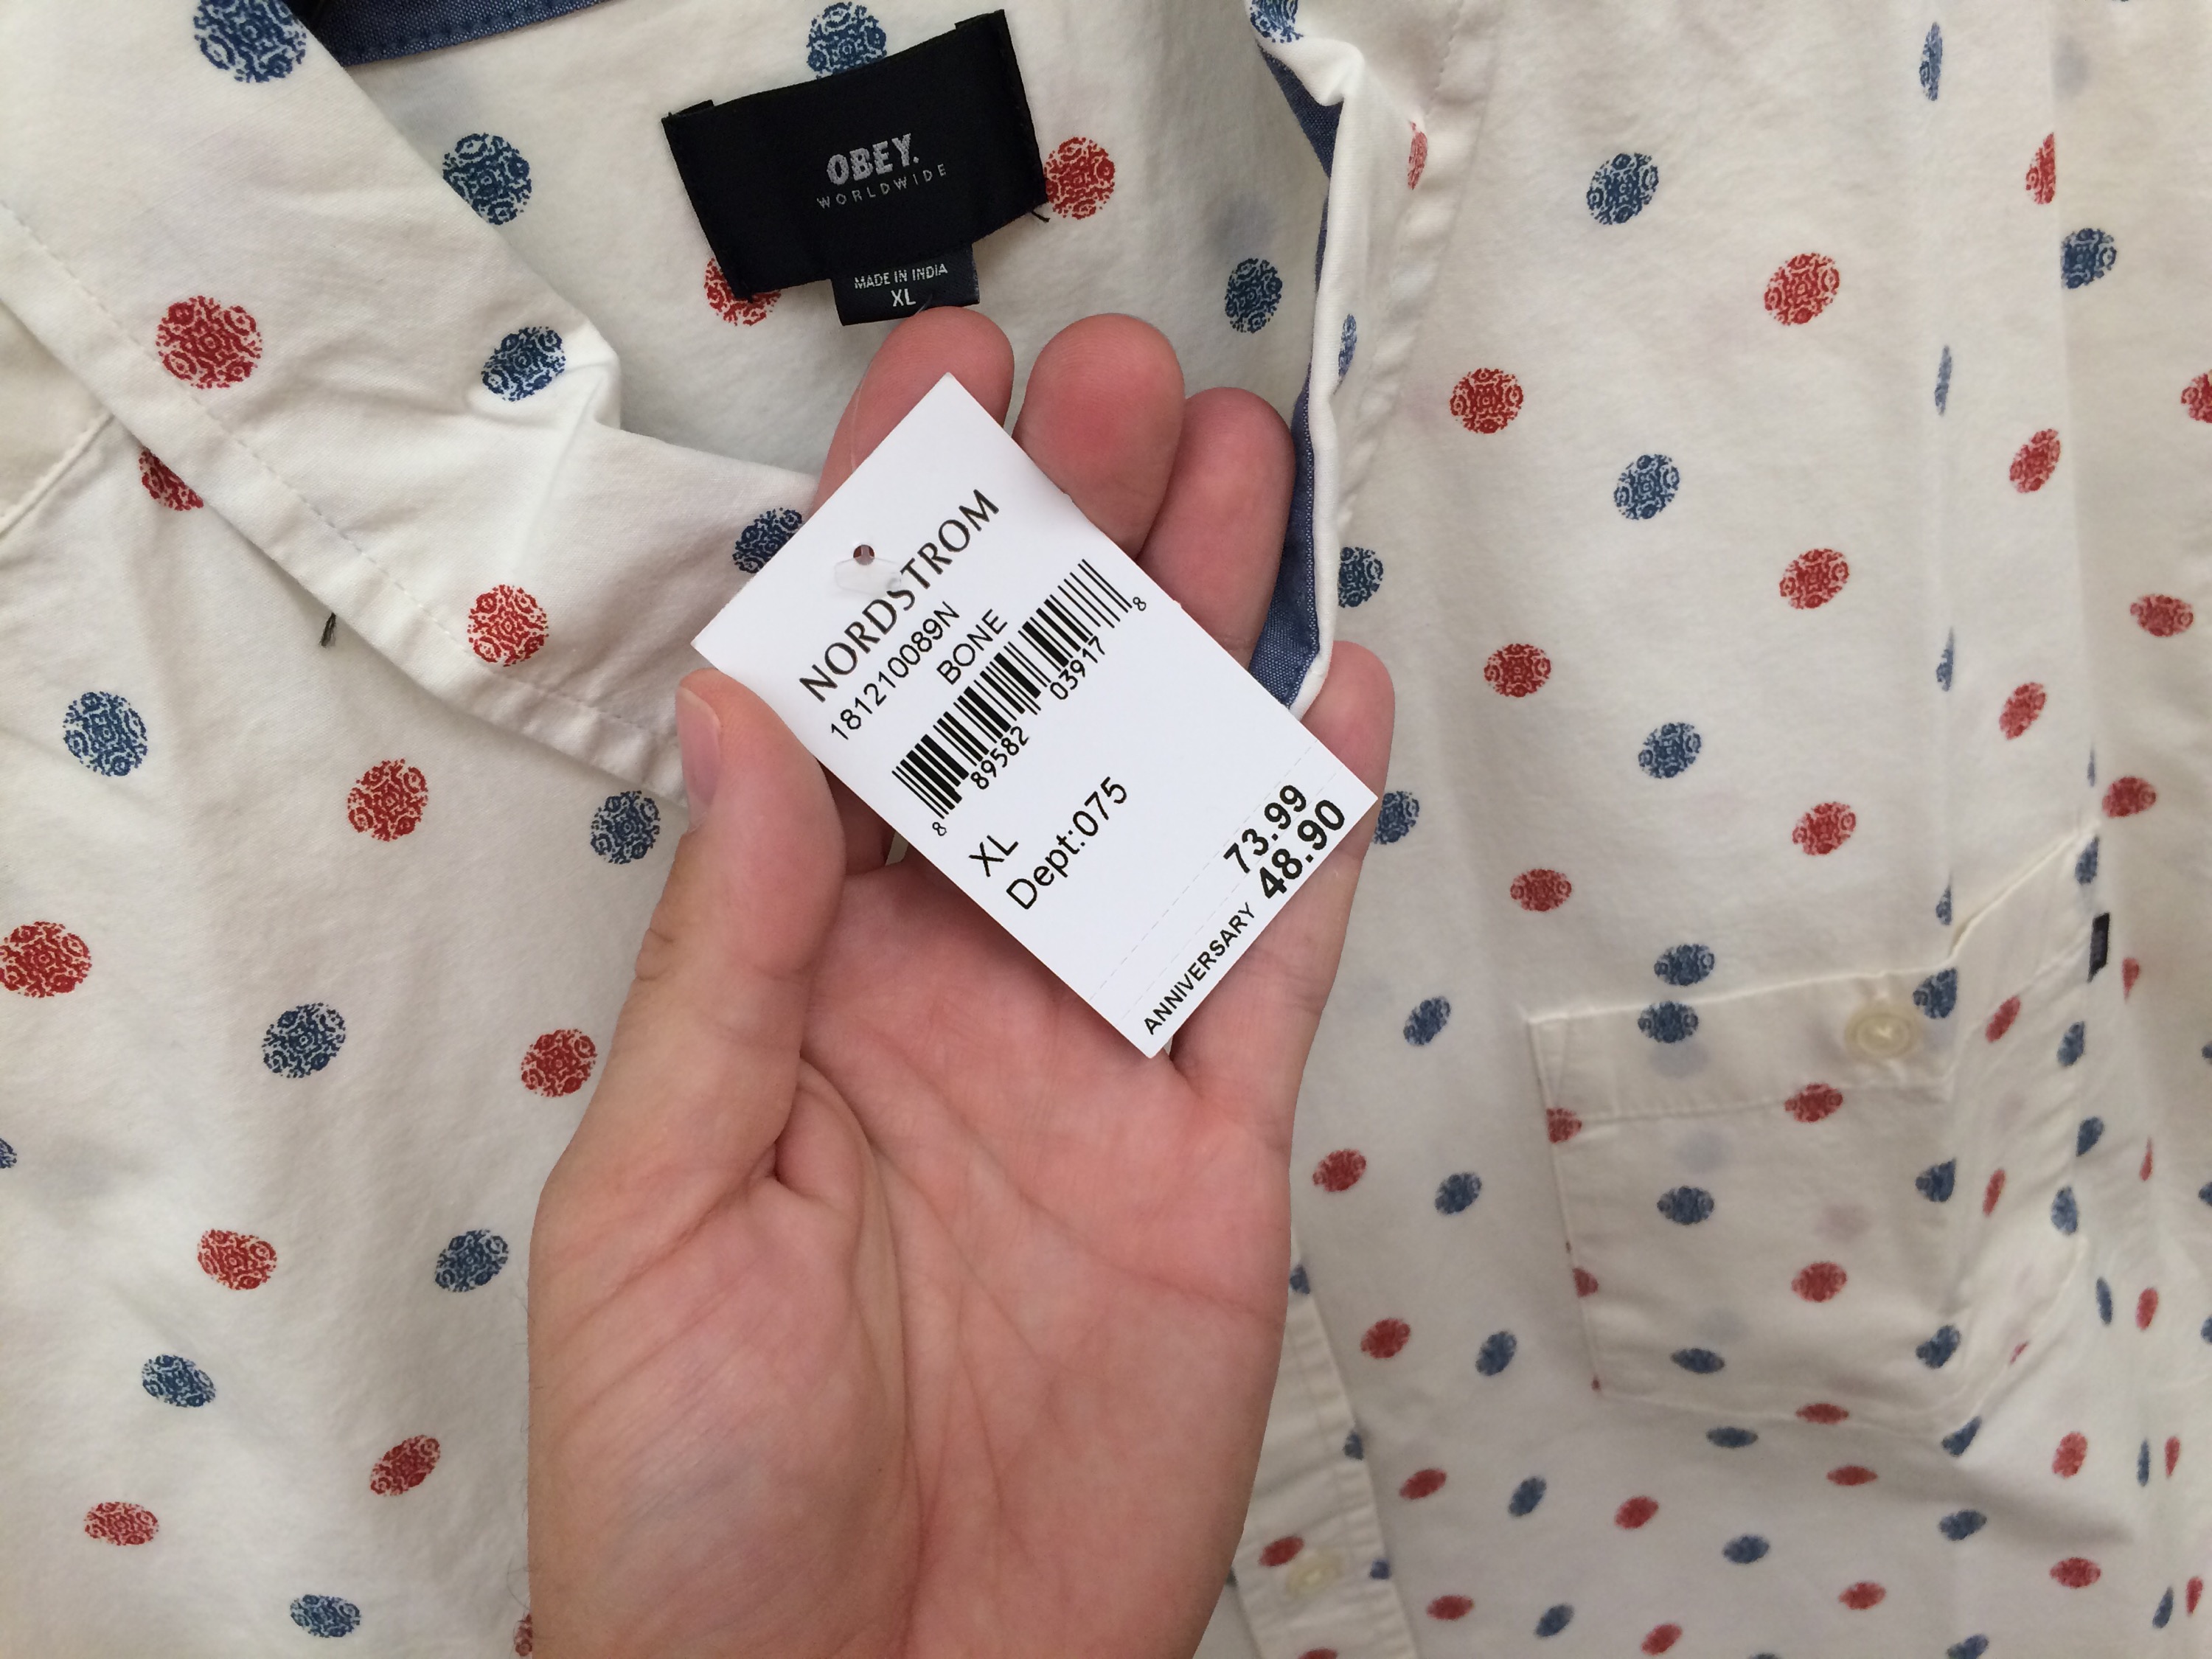 OBEY.
WORLDWIDE
MADE IN INDIA
XL
NORDSTROM
181210089N
BONE
8 89582 03917 8
XL
Dept:075
73.99
ANNIVERSARY 48.90